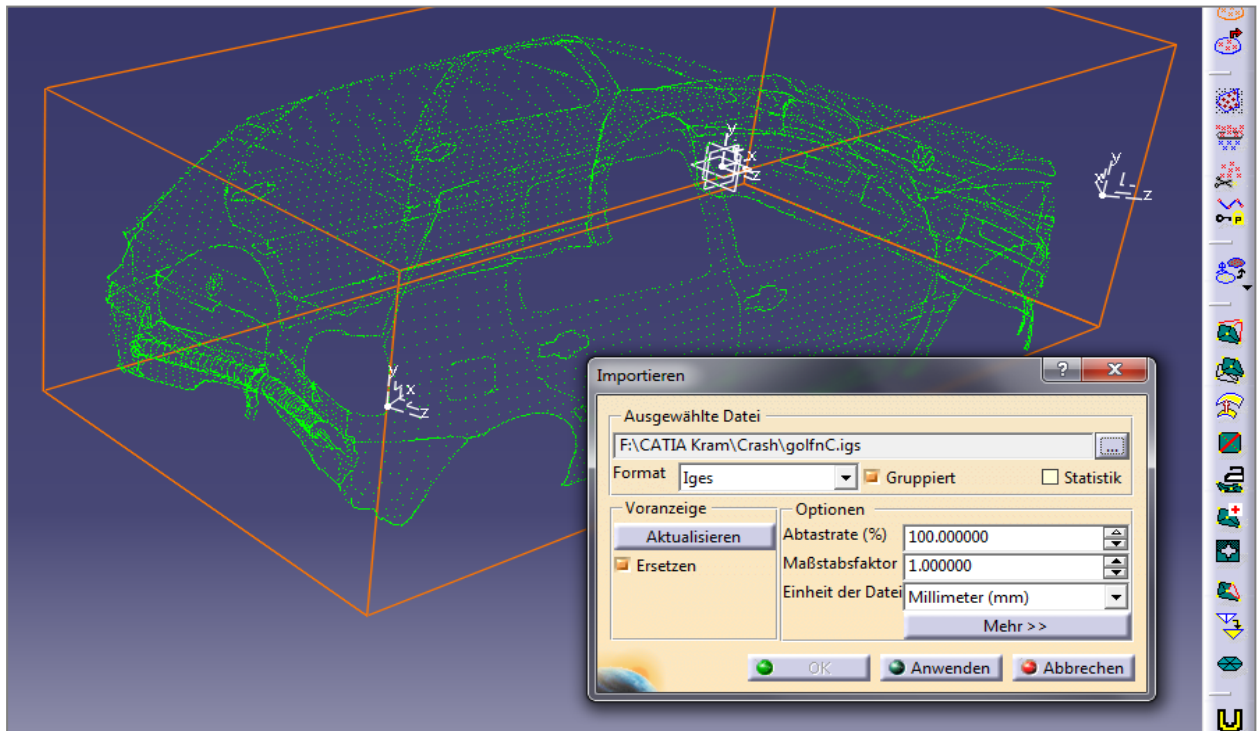 y
x
z
y
z
y
x
z
P
Importieren
?
X
Ausgewählte Datei
F:\CATIA Kram\Crash\golfnC.igs
...
Format Iges Gruppiert Statistik
Voranzeige
Optionen
Aktualisieren
Abtastrate (%) 100.000000
Ersetzen
Maßstabsfaktor 1.000000
Einheit der Datei Millimeter (mm)
Mehr >>
OK Anwenden Abbrechen